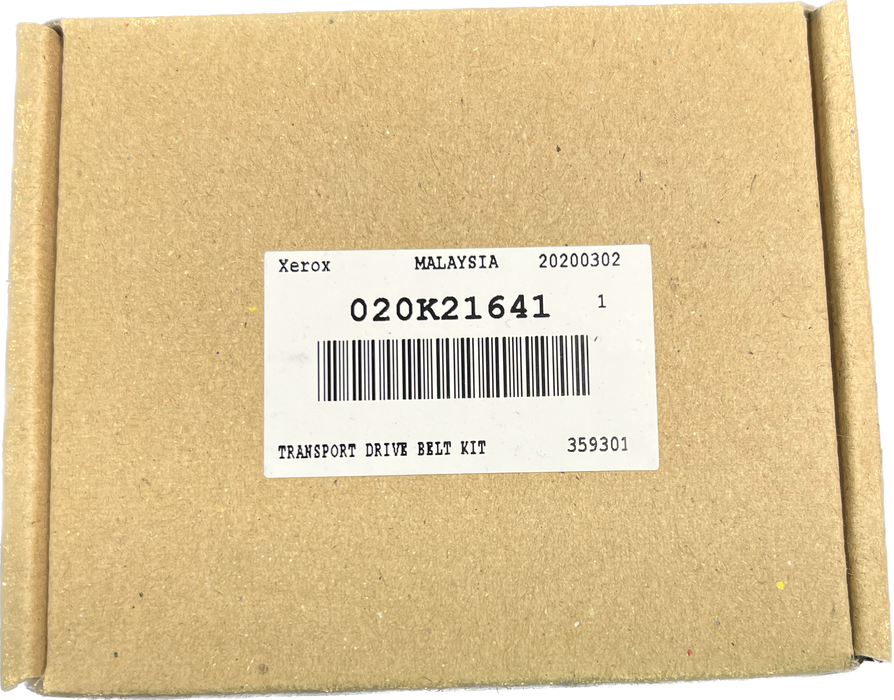 Xerox MALAYSIA 20200302
020K21641 1
TRANSPORT DRIVE BELT KIT 359301